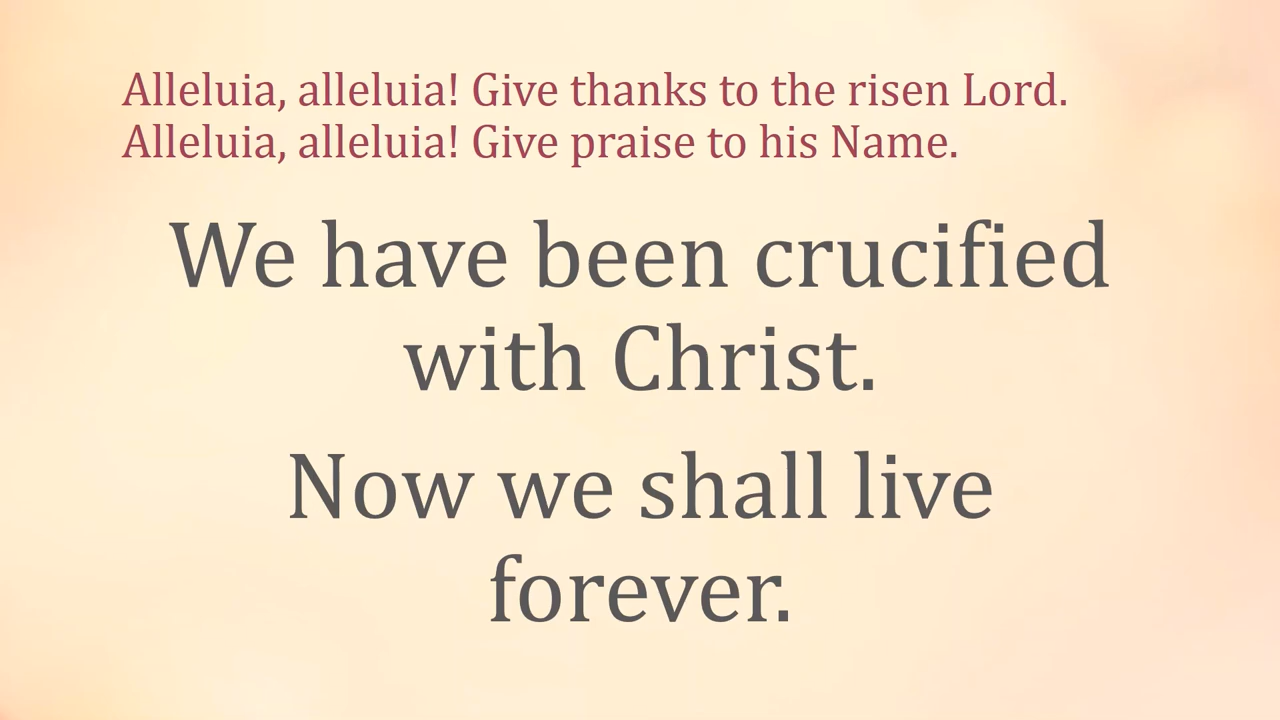 Alleluia, alleluia! Give thanks to the risen Lord.
Alleluia, alleluia! Give praise to his Name.
We have been crucified
with Christ.
Now we shall live
forever.